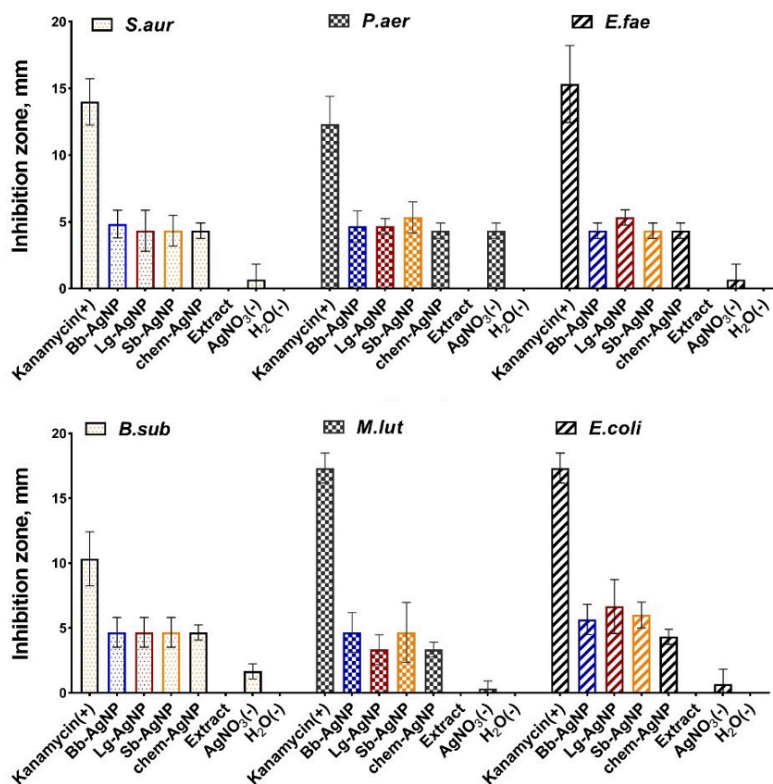 S.aur
P.aer
E.fae
Inhibition zone, mm
20
15
10
5
0
Kanamycin(+)
Bb-AgNP
Lg-AgNP
Sb-AgNP
chem-AgNP
Extract
AgNO₃(-)
H₂O(-)
Kanamycin(+)
Bb-AgNP
Lg-AgNP
Sb-AgNP
chem-AgNP
Extract
AgNO₃(-)
H₂O(-)
Kanamycin(+)
Bb-AgNP
Lg-AgNP
Sb-AgNP
chem-AgNP
Extract
AgNO₃(-)
H₂O(-)
B.sub
M.lut
E.coli
Inhibition zone, mm
20
15
10
5
0
Kanamycin(+)
Bb-AgNP
Lg-AgNP
Sb-AgNP
chem-AgNP
Extract
AgNO₃(-)
H₂O(-)
Kanamycin(+)
Bb-AgNP
Lg-AgNP
Sb-AgNP
chem-AgNP
Extract
AgNO₃(-)
H₂O(-)
Kanamycin(+)
Bb-AgNP
Lg-AgNP
Sb-AgNP
chem-AgNP
Extract
AgNO₃(-)
H₂O(-)